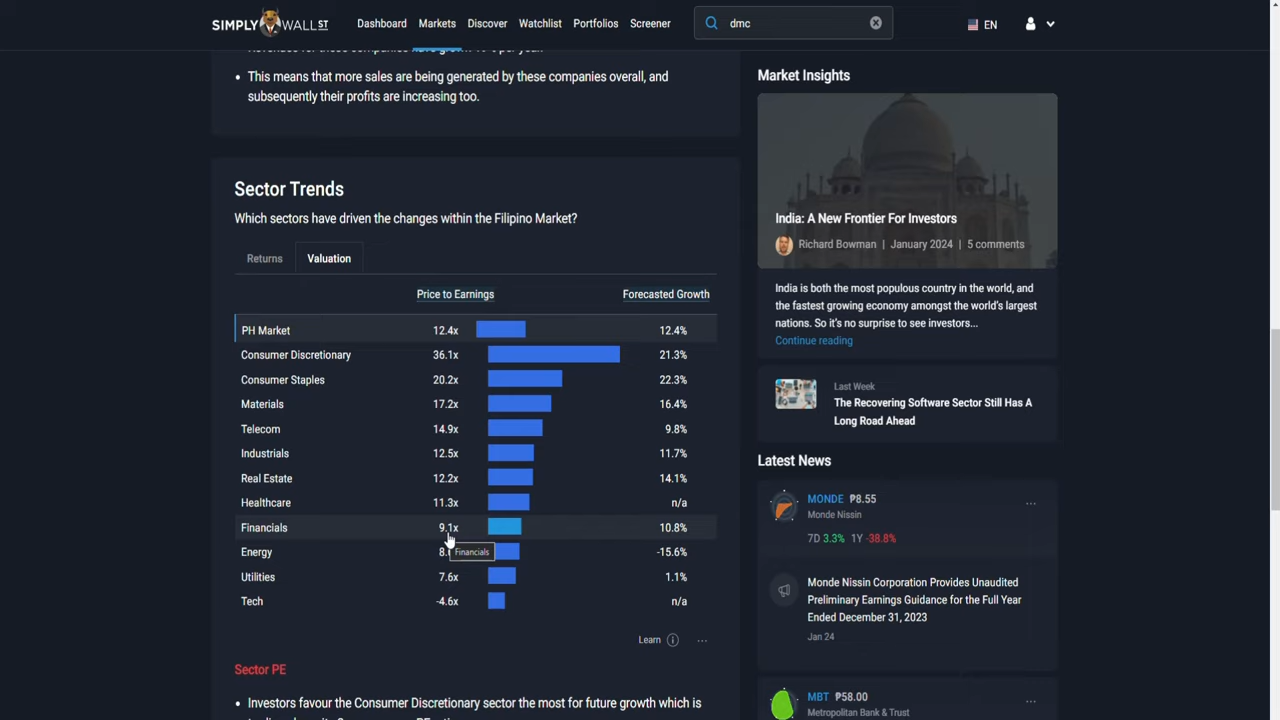 SIMPLY WALL ST
Dashboard
Markets
Discover
Watchlist
Portfolios
Screener
dmc
EN
• This means that more sales are being generated by these companies overall, and
subsequently their profits are increasing too.
Sector Trends
Which sectors have driven the changes within the Filipino Market?
Returns
Valuation
Price to Earnings
Forecasted Growth
PH Market 12.4x 12.4%
Consumer Discretionary 36.1x 21.3%
Consumer Staples 20.2x 22.3%
Materials 17.2x 16.4%
Telecom 14.9x 9.8%
Industrials 12.5x 11.7%
Real Estate 12.2x 14.1%
Healthcare 11.3x n/a
Financials 9.1x 10.8%
Energy -15.6%
Financials
Utilities 7.6x 1.1%
Tech -4.6x n/a
Learn
Sector PE
• Investors favour the Consumer Discretionary sector the most for future growth which is
Market Insights
India: A New Frontier For Investors
Richard Bowman | January 2024 | 5 comments
India is both the most populous country in the world, and
the fastest growing economy amongst the world's largest
nations. So it's no surprise to see investors...
Continue reading
Last Week
The Recovering Software Sector Still Has A
Long Road Ahead
Latest News
MONDE ₱8.55
Monde Nissin
7D 3.3% 1Y -38.8%
Monde Nissin Corporation Provides Unaudited
Preliminary Earnings Guidance for the Full Year
Ended December 31, 2023
Jan 24
MBT ₱58.00
Metropolitan Bank & Trust